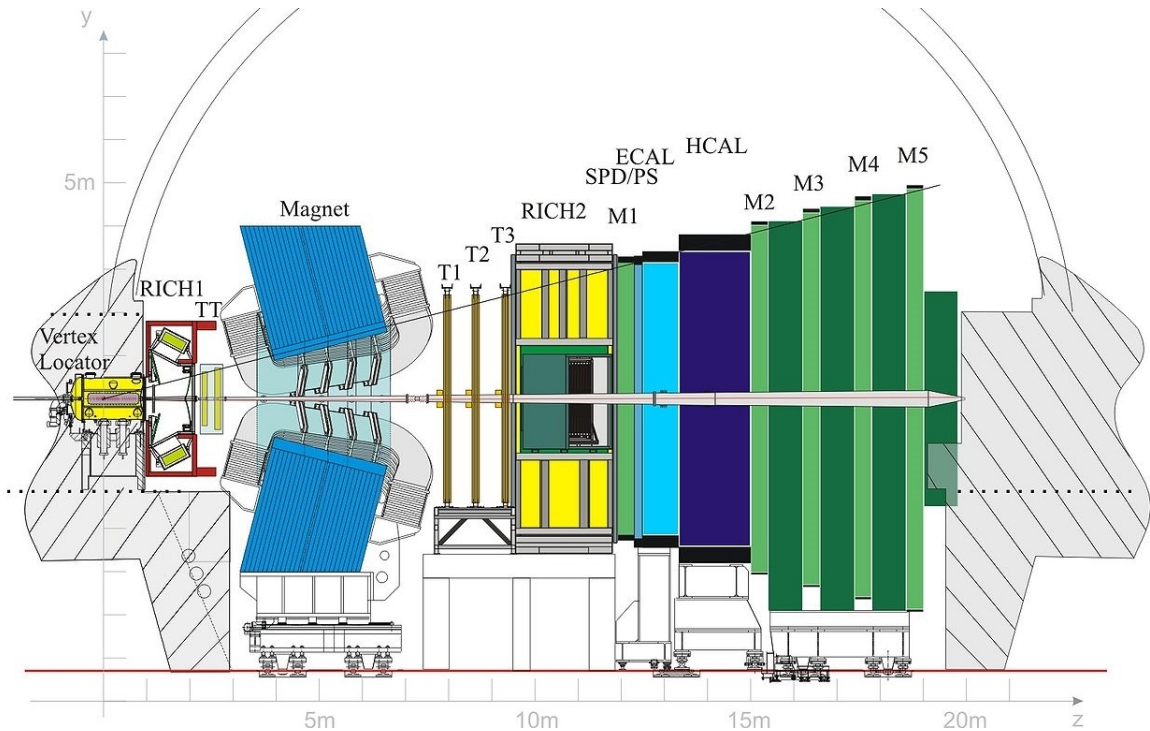 y
5m
HCAL
ECAL
SPD/PS
M5
M4
M3
M2
M1
RICH2
Magnet
T3
T2
T1
RICH1
TT
Vertex
Locator
5m
10m
15m
20m
z